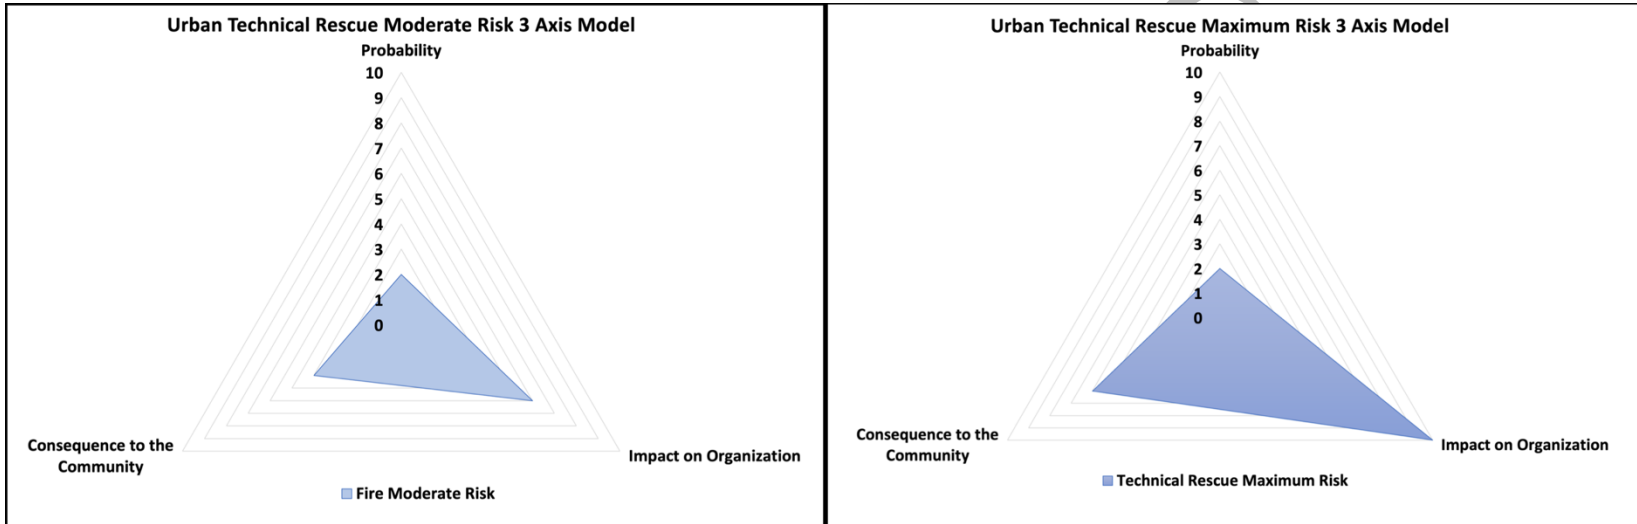 Urban Technical Rescue Moderate Risk 3 Axis Model
Probability
10
9
8
7
6
5
4
3
2
1
0
Consequence to the
Community
Impact on Organization
Fire Moderate Risk
Urban Technical Rescue Maximum Risk 3 Axis Model
Probability
10
9
8
7
6
5
4
3
2
1
0
Consequence to the
Community
Impact on Organization
Technical Rescue Maximum Risk